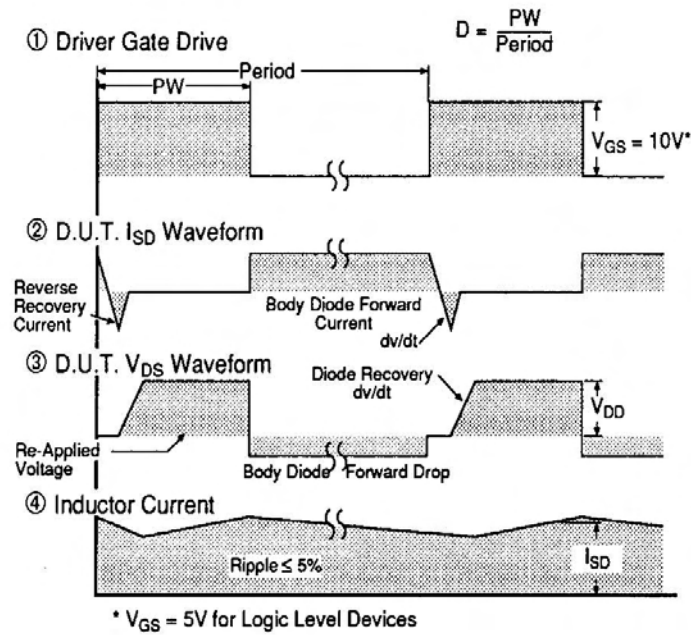 ① Driver Gate Drive
D = PW
Period
Period
PW
VGS = 10V*
② D.U.T. ISD Waveform
Reverse
Recovery
Current
Body Diode Forward
Current
dv/dt
③ D.U.T. VDS Waveform
Diode Recovery
dv/dt
VDD
Re-Applied
Voltage
Body Diode Forward Drop
④ Inductor Current
Ripple ≤ 5%
ISD
* VGS = 5V for Logic Level Devices